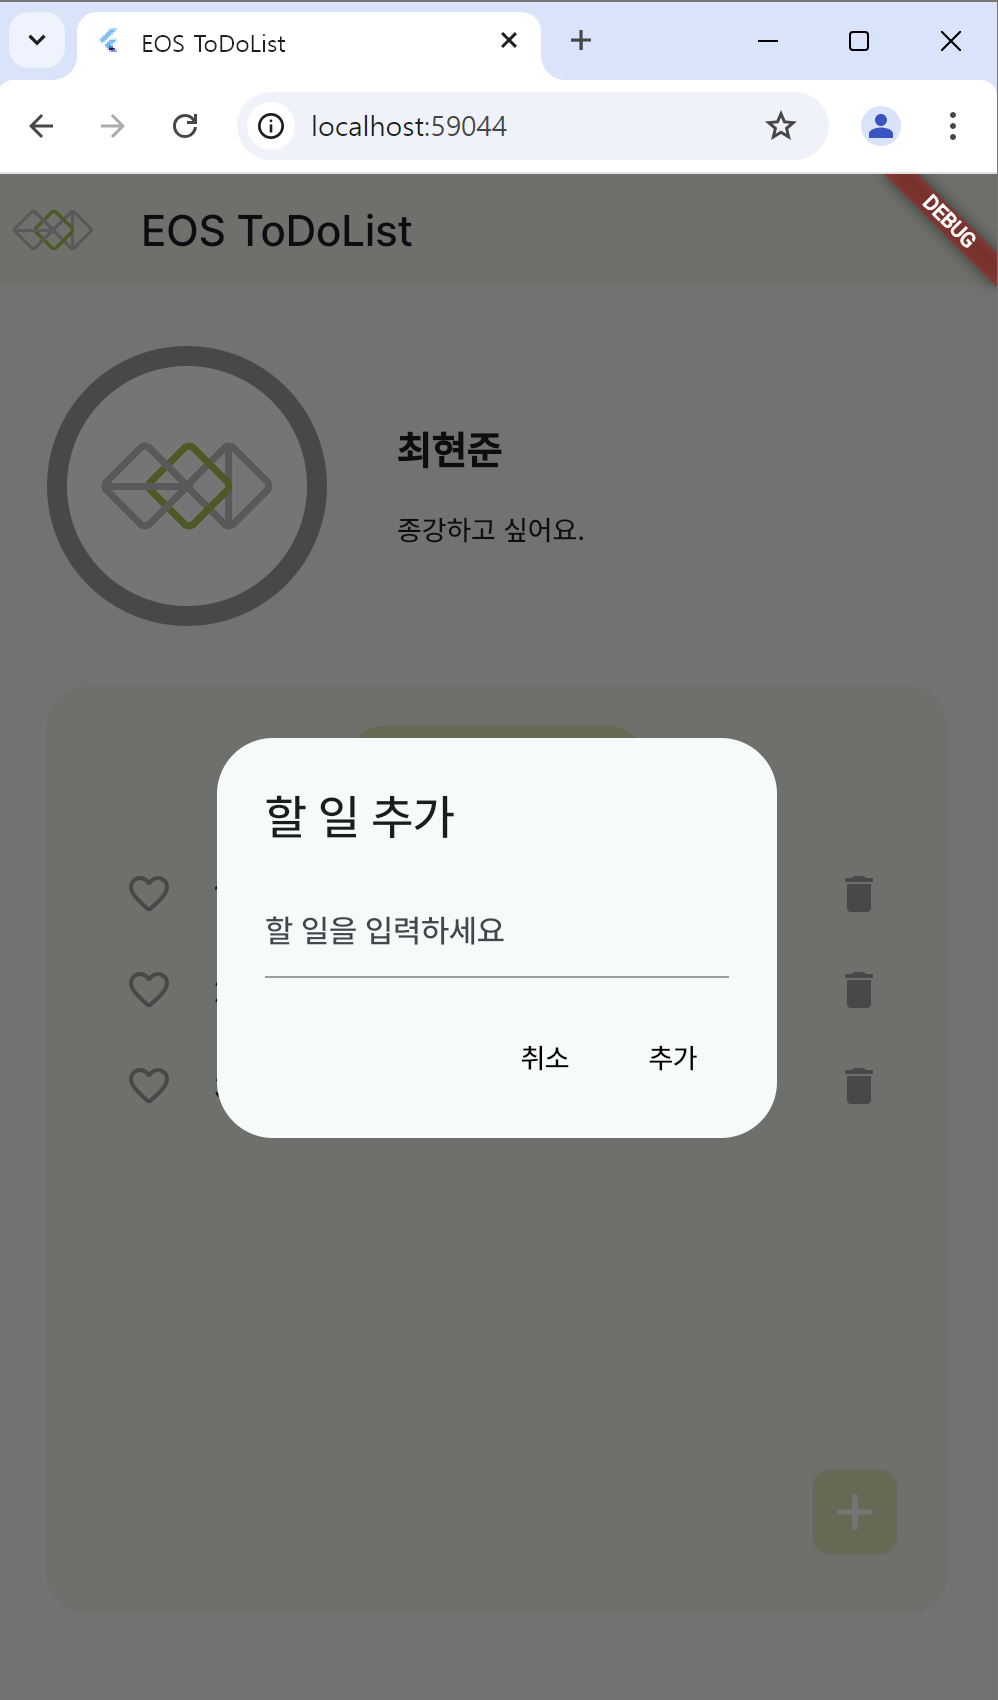 EOS ToDoList
localhost:59044
EOS ToDoList
DEBUG
최현준
종강하고 싶어요.
할 일 추가
할 일을 입력하세요
취소 추가